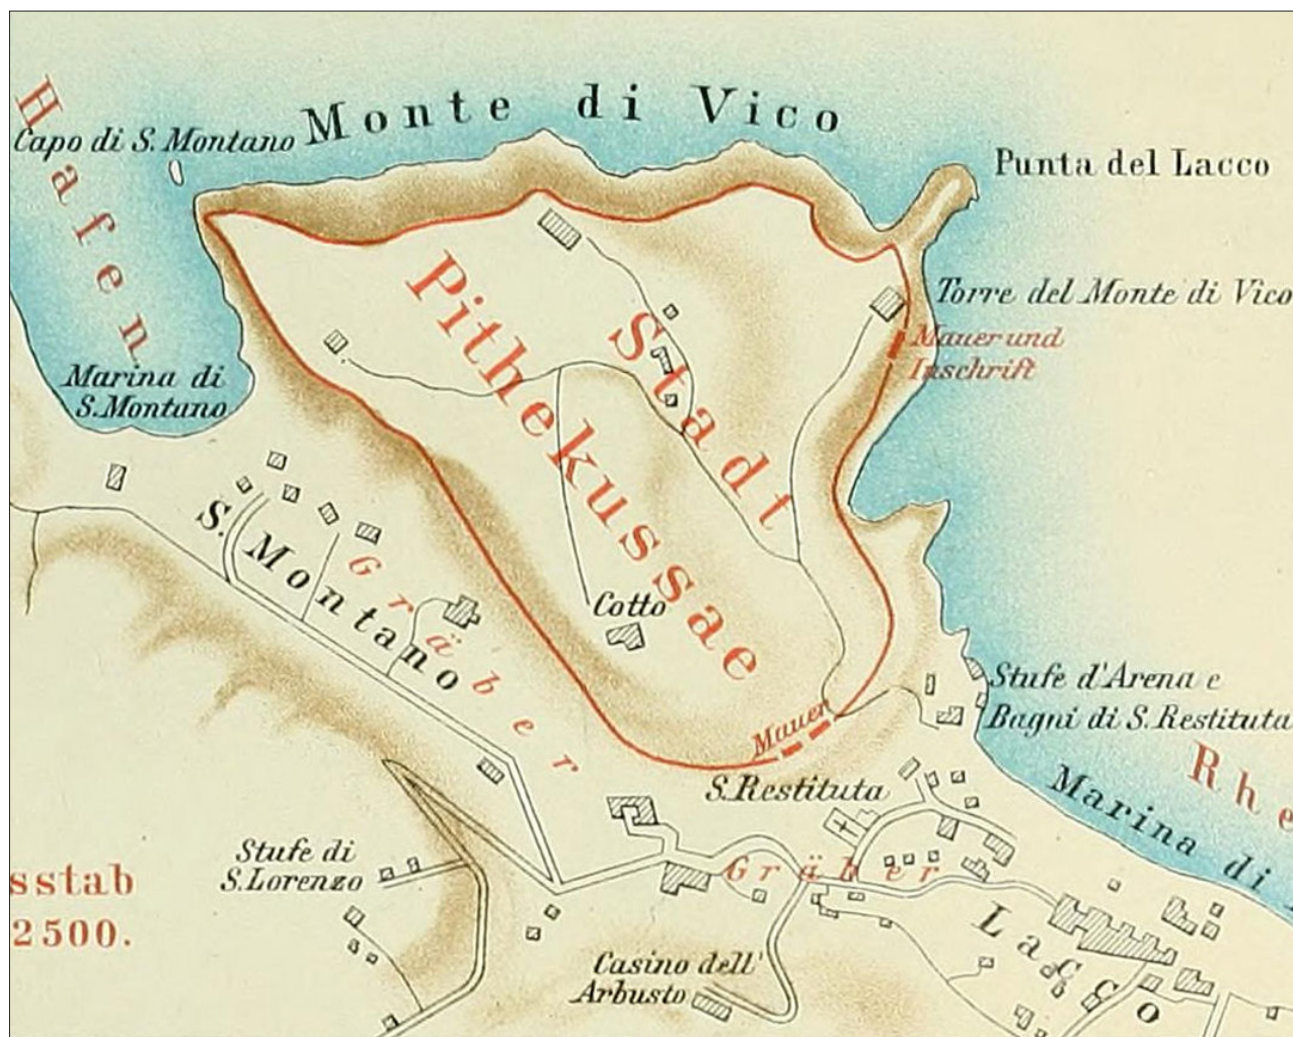 Hafen
Capo di S. Montano
Monte di Vico
Punta del Lacco
Torre del Monte di Vico
Mauer und
Inschrift
Stadt
Pithekussae
Marina di
S. Montano
S. Montano
Gräber
Cotto
Stufe d'Arena e
Bagni di S. Restituta
Mauer
S. Restituta
Rhe
Marina di
Stufe di
S. Lorenzo
Gräber
sstab
2500.
Lacco
Casino dell'
Arbusto